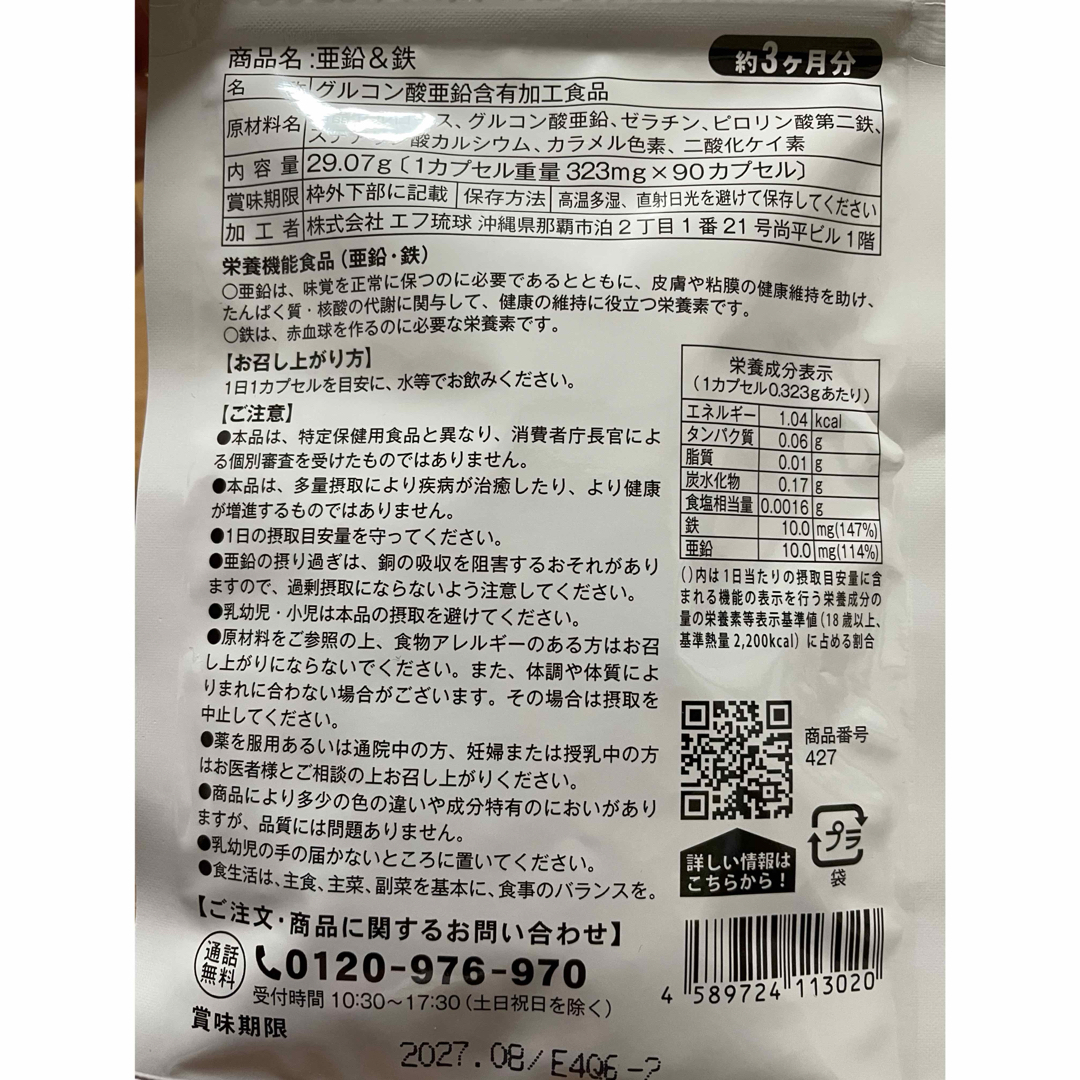 商品名:亜鉛&鉄
約3ヶ月分
名 グルコン酸亜鉛含有加工食品
原材料名 ス、グルコン酸亜鉛、ゼラチン、ピロリン酸第二鉄、
酸カルシウム、カラメル色素、二酸化ケイ素
内容量 29.07g〔1カプセル重量 323mg×90カプセル〕
賞味期限 枠外下部に記載 保存方法 高温多湿、直射日光を避けて保存してください
加工者 株式会社 エフ琉球 沖縄県那覇市泊2丁目1番21号尚平ビル1階
栄養機能食品(亜鉛・鉄)
○亜鉛は、味覚を正常に保つのに必要であるとともに、皮膚や粘膜の健康維持を助け、
たんぱく質・核酸の代謝に関与して、健康の維持に役立つ栄養素です。
○鉄は、赤血球を作るのに必要な栄養素です。
【お召し上がり方】
1日1カプセルを目安に、水等でお飲みください。
【ご注意】
●本品は、特定保健用食品と異なり、消費者庁長官によ
る個別審査を受けたものではありません。
●本品は、多量摂取により疾病が治癒したり、より健康
が増進するものではありません。
●1日の摂取目安量を守ってください。
●亜鉛の摂り過ぎは、銅の吸収を阻害するおそれがあり
ますので、過剰摂取にならないよう注意してください。
●乳幼児・小児は本品の摂取を避けてください。
●原材料をご参照の上、食物アレルギーのある方はお召
し上がりにならないでください。また、体調や体質によ
りまれに合わない場合がございます。その場合は摂取を
中止してください。
●薬を服用あるいは通院中の方、妊婦または授乳中の方
はお医者様とご相談の上お召し上がりください。
●商品により多少の色の違いや成分特有のにおいがあり
ますが、品質には問題ありません。
●乳幼児の手の届かないところに置いてください。
●食生活は、主食、主菜、副菜を基本に、食事のバランスを。
栄養成分表示
(1カプセル0.323gあたり)
エネルギー 1.04 kcal
タンパク質 0.06 g
脂質 0.01 g
炭水化物 0.17 g
食塩相当量 0.0016 g
鉄 10.0 mg(147%)
亜鉛 10.0 mg(114%)
()内は1日当たりの摂取目安量に含
まれる機能の表示を行う栄養成分の
量の栄養素等表示基準値(18歳以上、
基準熱量2,200kcal)に占める割合
商品番号
427
プラ
袋
詳しい情報は
こちらから!
【ご注文・商品に関するお問い合わせ】
通話
無料
0120-976-970
受付時間 10:30〜17:30(土日祝日を除く)
4 589724 113020
賞味期限
2027.08/E4Q6-2